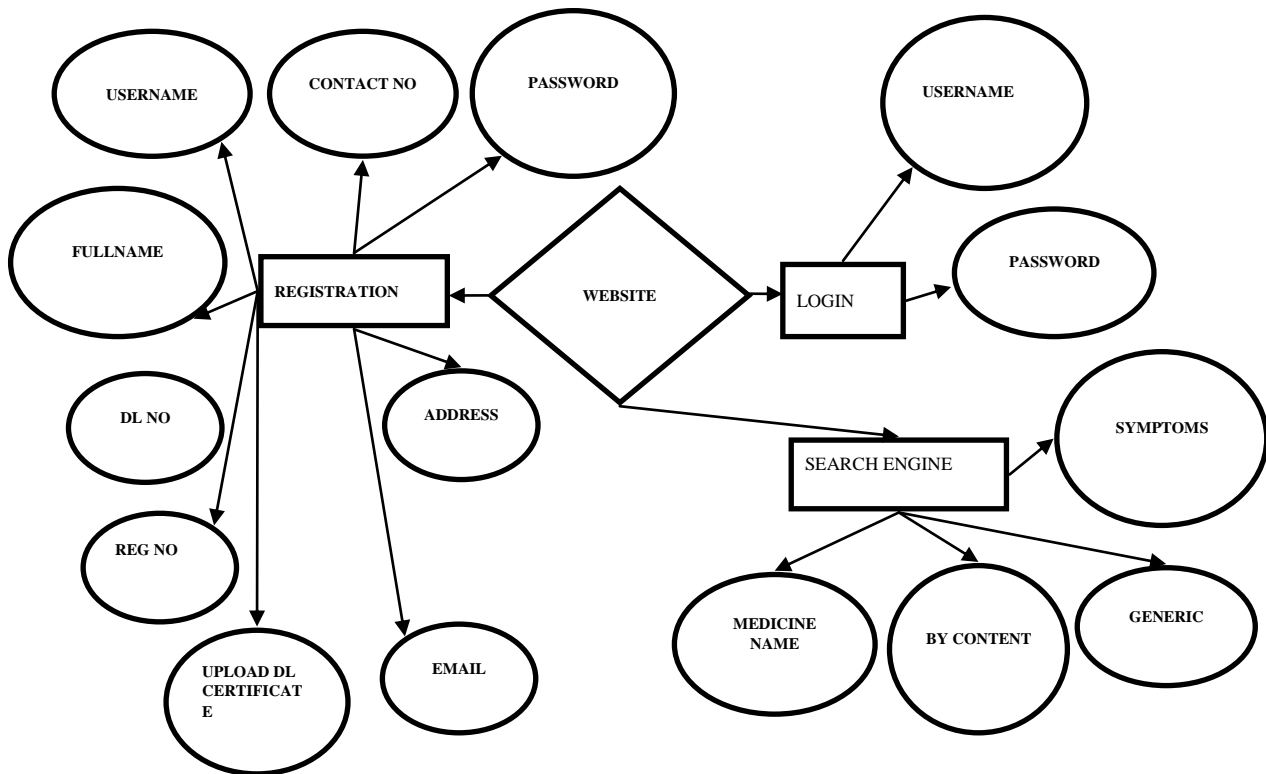 USERNAME
CONTACT NO
PASSWORD
USERNAME
FULLNAME
REGISTRATION
WEBSITE
LOGIN
PASSWORD
DL NO
ADDRESS
SEARCH ENGINE
SYMPTOMS
REG NO
MEDICINE
NAME
BY CONTENT
GENERIC
UPLOAD DL
CERTIFICAT
E
EMAIL